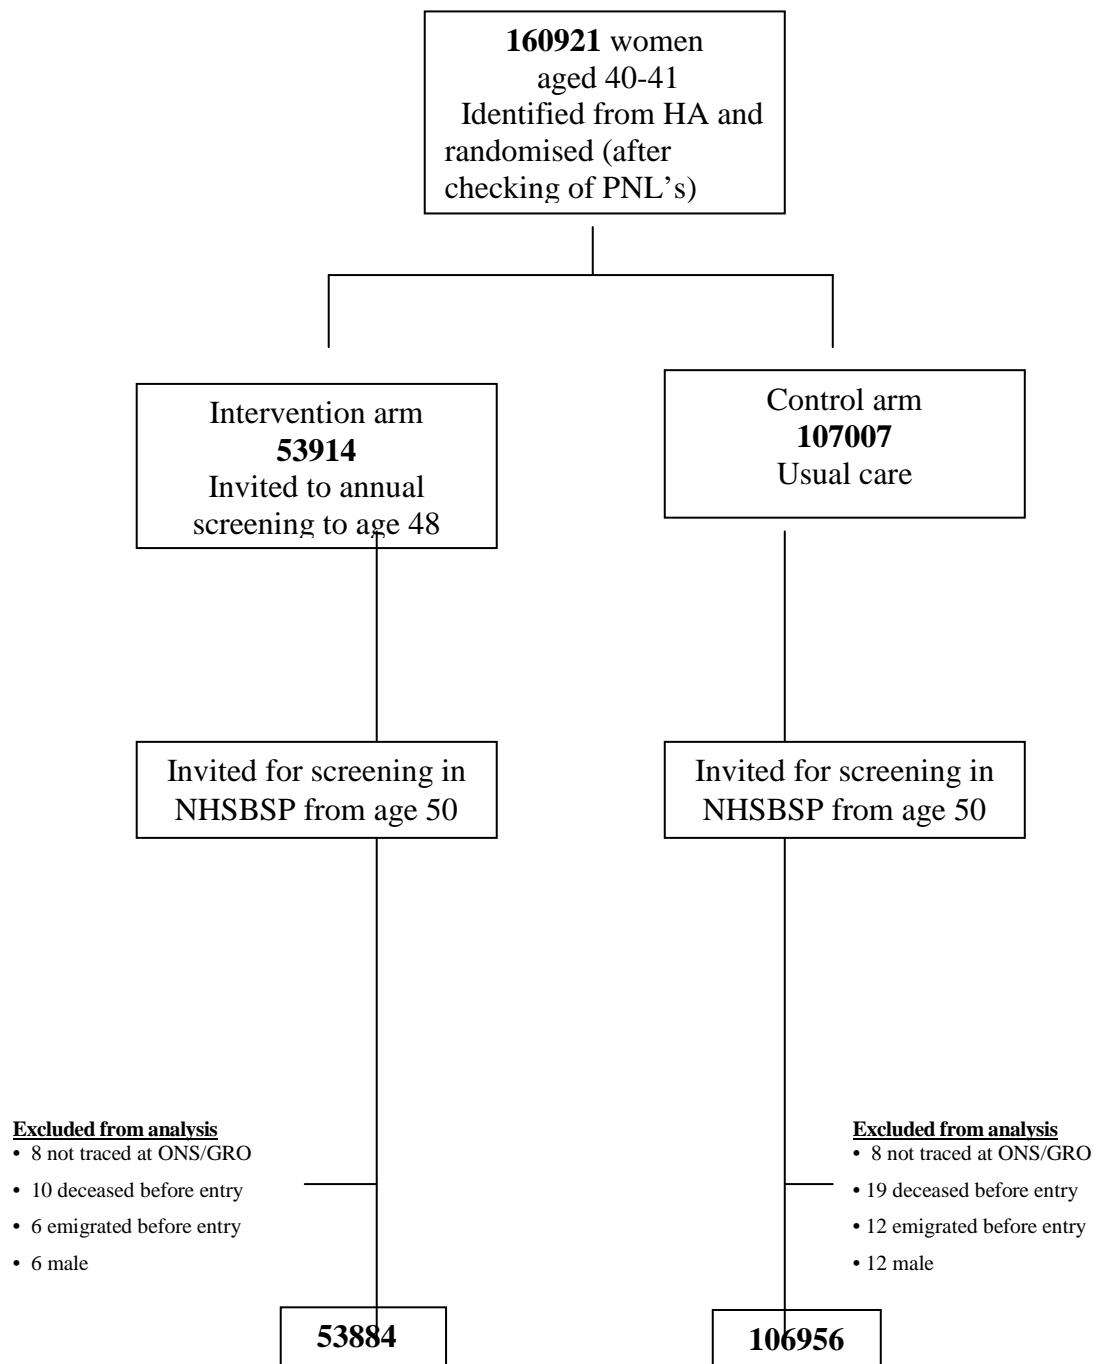 160921 women
aged 40-41
Identified from HA and
randomised (after
checking of PNL's)
Intervention arm
53914
Invited to annual
screening to age 48
Control arm
107007
Usual care
Invited for screening in
NHSBSP from age 50
Invited for screening in
NHSBSP from age 50
Excluded from analysis
• 8 not traced at ONS/GRO
• 10 deceased before entry
• 6 emigrated before entry
• 6 male
Excluded from analysis
• 8 not traced at ONS/GRO
• 19 deceased before entry
• 12 emigrated before entry
• 12 male
53884
106956